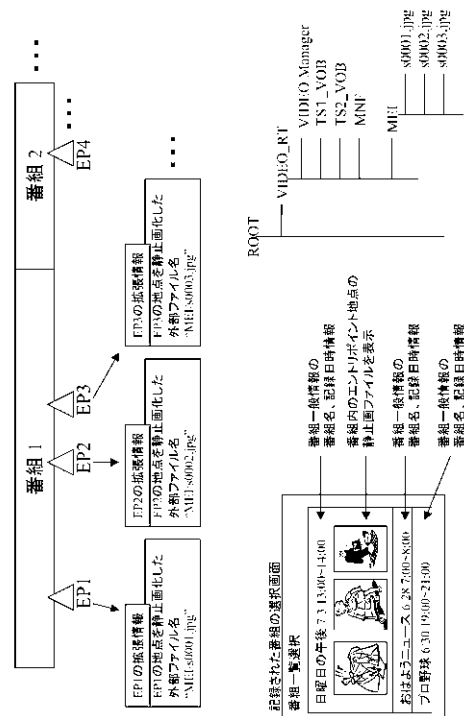 番組 1
番組 2
• • •
EP1
EP2
EP3
EP4
• • •
EP1の拡張情報
EP1の地点を静止画化した
外部ファイル名
EP2の拡張情報
EP2の地点を静止画化した
外部ファイル名
EP3の拡張情報
EP3の地点を静止画化した
外部ファイル名
• • •
記録された番組の選択画面
番組一覧選択
日曜日の午後 7/3 13:00~14:00
おはようニュース 6/28 7:00~8:00
プロ野球 6/30 19:00~21:00
番組一般情報の
番組名、記録日時情報
番組内のエントリポイント地点の
静止画ファイルを表示
番組一般情報の
番組名、記録日時情報
番組一般情報の
番組名、記録日時情報
ROOT
VIDEO_RT
VIDEO Manager
TS1_VOB
TS2_VOB
MNF
MEI
s0001.jpg
s0002.jpg
s0003.jpg